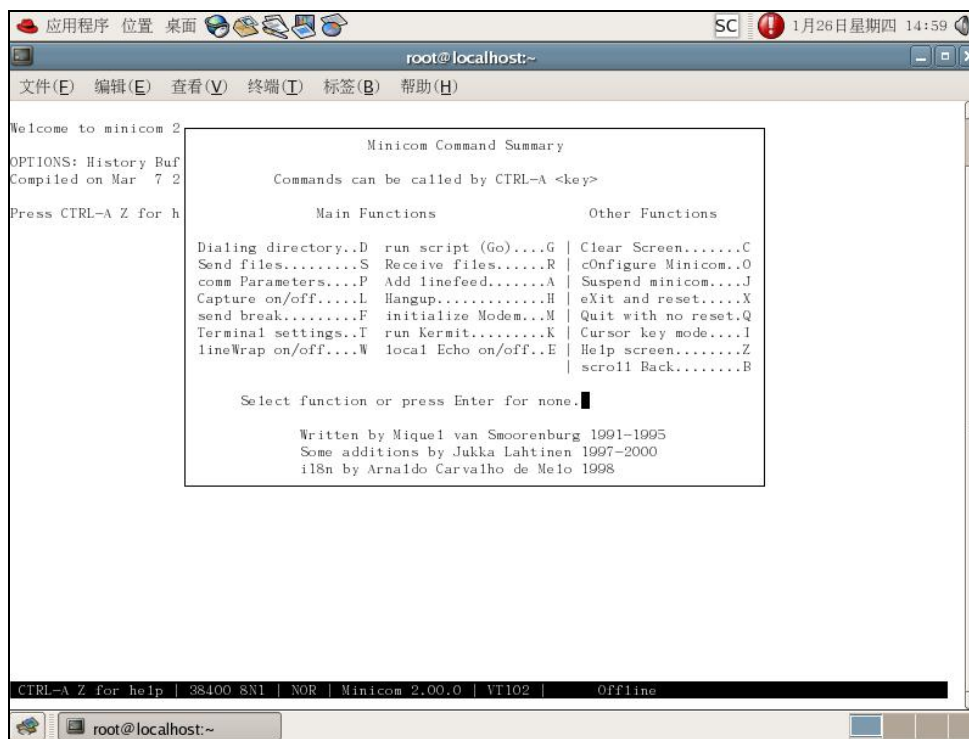 应用程序 位置 桌面 SC 1月26日星期四 14:59
root@localhost:~
文件(F) 编辑(E) 查看(V) 终端(T) 标签(B) 帮助(H)
Welcome to minicom 2
Minicom Command Summary
OPTIONS: History Buf
Compiled on Mar 7 2 Commands can be called by CTRL-A <key>
Press CTRL-A Z for h Main Functions Other Functions
Dialing directory..D run script (Go)....G | Clear Screen.......C
Send files.........S Receive files......R | cOnfigure Minicom..O
comm Parameters....P Add linefeed.......A | Suspend minicom....J
Capture on/off.....L Hangup.............H | eXit and reset.....X
send break.........F initialize Modem...M | Quit with no reset.Q
Terminal settings..T run Kermit.........K | Cursor key mode....I
lineWrap on/off....W local Echo on/off..E | Help screen........Z
| scroll Back........B
Select function or press Enter for none.
Written by Miquel van Smoorenburg 1991-1995
Some additions by Jukka Lahtinen 1997-2000
i18n by Arnaldo Carvalho de Melo 1998
CTRL-A Z for help | 38400 8N1 | NOR | Minicom 2.00.0 | VT102 | Offline
root@localhost:~